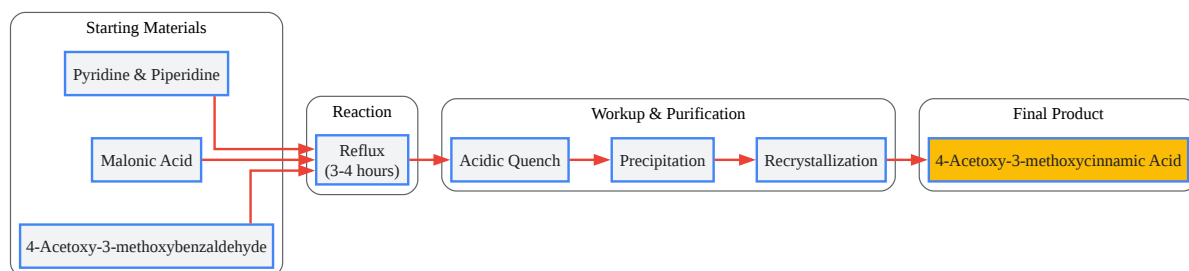 Starting Materials
Pyridine & Piperidine
Malonic Acid
4-Acetoxy-3-methoxybenzaldehyde
Reaction
Reflux
(3-4 hours)
Workup & Purification
Acidic Quench
Precipitation
Recrystallization
Final Product
4-Acetoxy-3-methoxycinnamic Acid